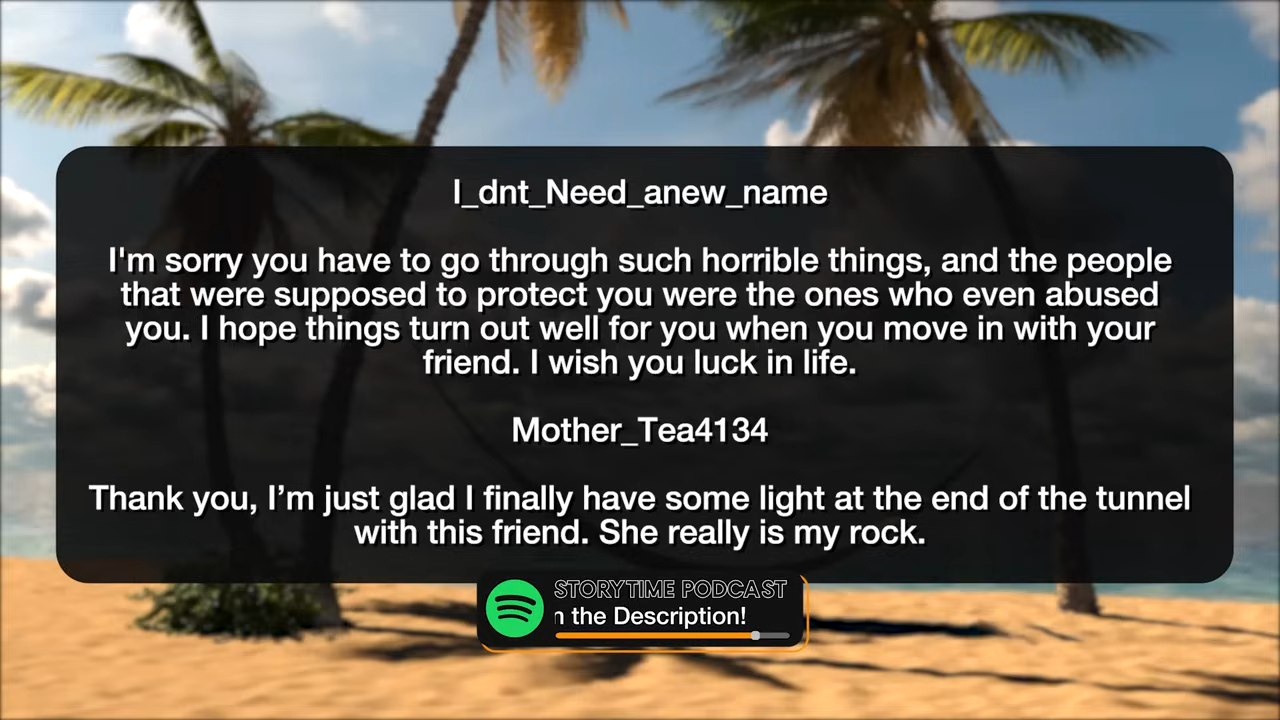 I_dnt_Need_anew_name
I'm sorry you have to go through such horrible things, and the people
that were supposed to protect you were the ones who even abused
you. I hope things turn out well for you when you move in with your
friend. I wish you luck in life.
Mother_Tea4134
Thank you, I’m just glad I finally have some light at the end of the tunnel
with this friend. She really is my rock.
STORYTIME PODCAST
n the Description!